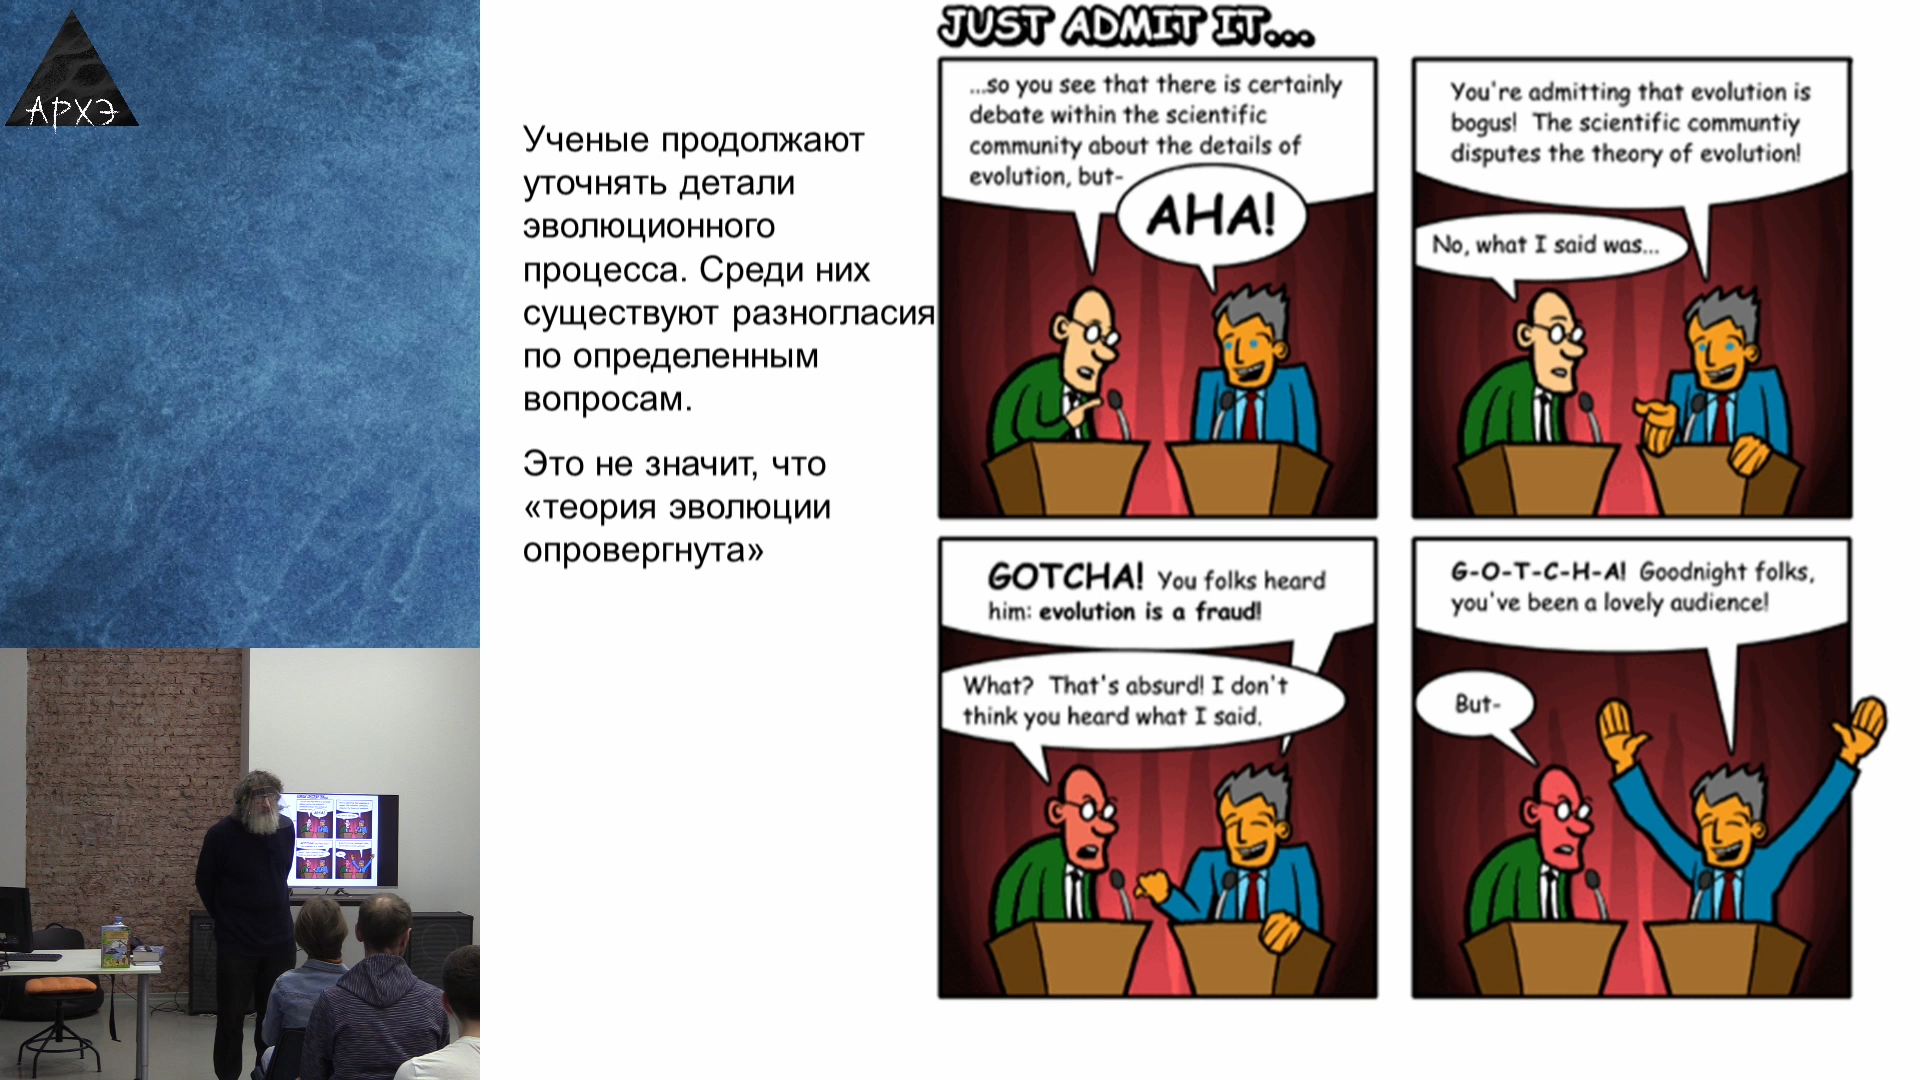 АРХЭ
Ученые продолжают
уточнять детали
эволюционного
процесса. Среди них
существуют разногласия
по определенным
вопросам.
Это не значит, что
«теория эволюции
опровергнута»
JUST ADMIT IT...
...so you see that there is certainly
debate within the scientific
community about the details of
evolution, but-
AHA!
You're admitting that evolution is
bogus! The scientific communtiy
disputes the theory of evolution!
No, what I said was...
GOTCHA! You folks heard
him: evolution is a fraud!
What? That's absurd! I don't
think you heard what I said.
G-O-T-C-H-A! Goodnight folks,
you've been a lovely audience!
But-